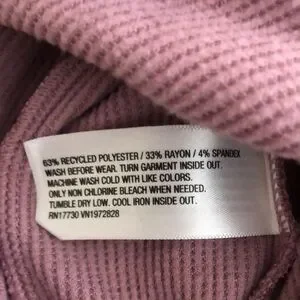 63% RECYCLED POLYESTER / 33% RAYON / 4% SPANDEX
WASH BEFORE WEAR. TURN GARMENT INSIDE OUT.
MACHINE WASH COLD WITH LIKE COLORS.
ONLY NON CHLORINE BLEACH WHEN NEEDED.
TUMBLE DRY LOW. COOL IRON INSIDE OUT.
RN17730 VN1972828